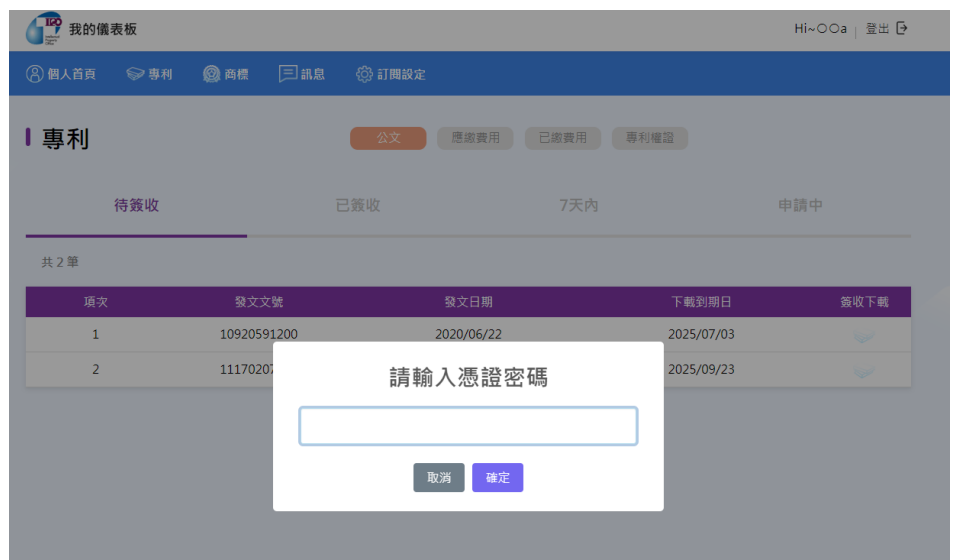 TIPO
我的儀表板
Hi~○○a | 登出
個人首頁 專利 商標 訊息 訂閱設定
專利
公文 應繳費用 已繳費用 專利權證
待簽收 已簽收 7天內 申請中
共2筆
項次 發文文號 發文日期 下載到期日 簽收下載
1 10920591200 2020/06/22 2025/07/03
2 11170207 2025/09/23
請輸入憑證密碼
取消 確定